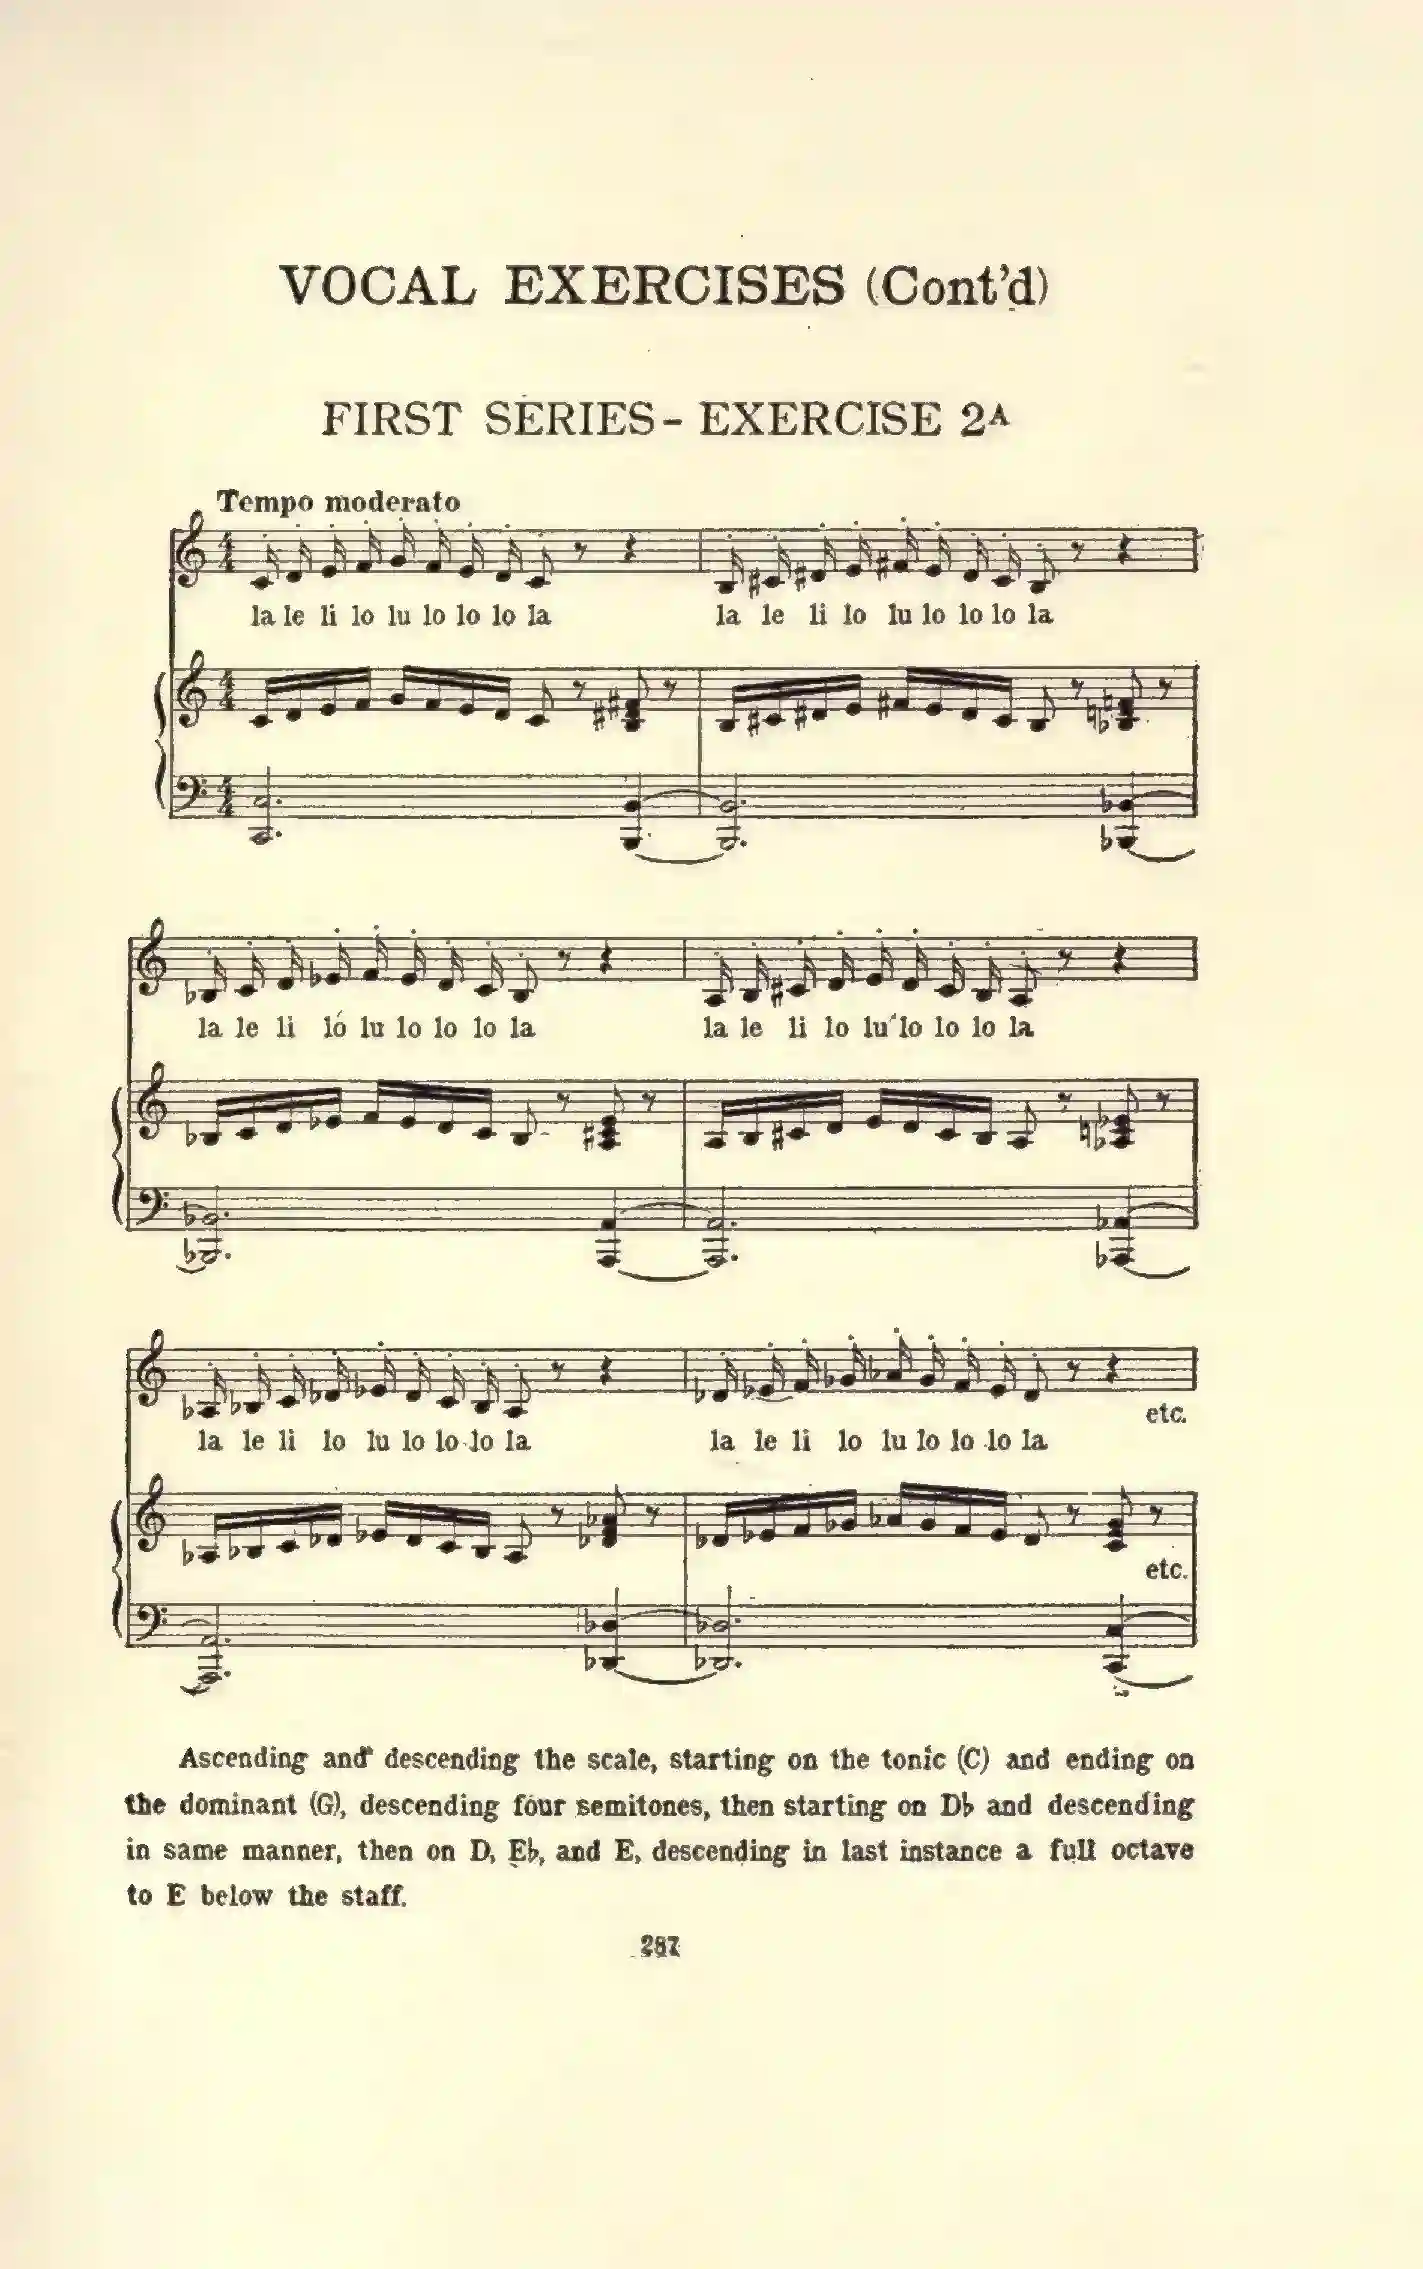 VOCAL EXERCISES (Cont'd)
FIRST SERIES - EXERCISE 2A
Tempo moderato
la le li lo lu lo lo lo la la le li lo lu lo lo lo la
la le li lo lu lo lo lo la la le li lo lu lo lo lo la
etc.
la le li lo lu lo lo lo la la le li lo lu lo lo lo la
etc.
Ascending and descending the scale, starting on the tonic (C) and ending on
the dominant (G), descending four semitones, then starting on D♭ and descending
in same manner, then on D, E♭, and E, descending in last instance a full octave
to E below the staff.
287